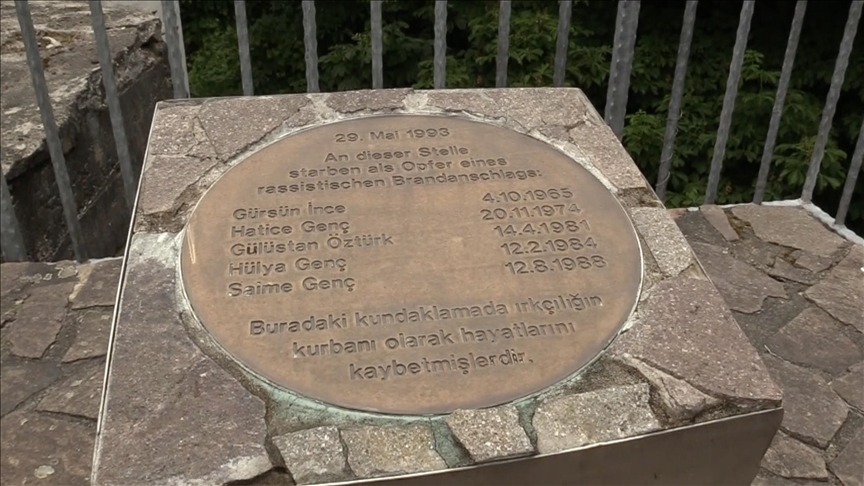 29. Mai 1993
An dieser Stelle
starben als Opfer eines
rassistischen Brandanschlags:
Gürsün İnce 4.10.1965
Hatice Genç 20.11.1974
Gülüstan Öztürk 14.4.1981
Hülya Genç 12.2.1984
Saime Genç 12.8.1988
Buradaki kundaklamada ırkçılığın
kurbanı olarak hayatlarını
kaybetmişlerdir.